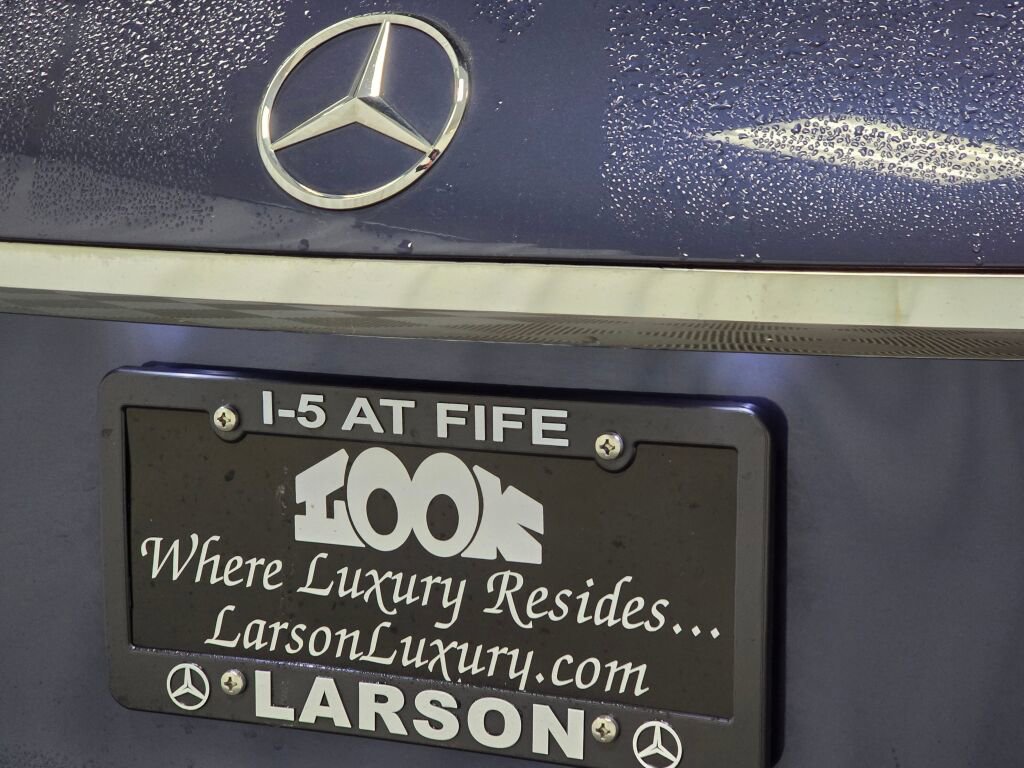 I-5 AT FIFE
LOOK
Where Luxury Resides...
LarsonLuxury.com
LARSON